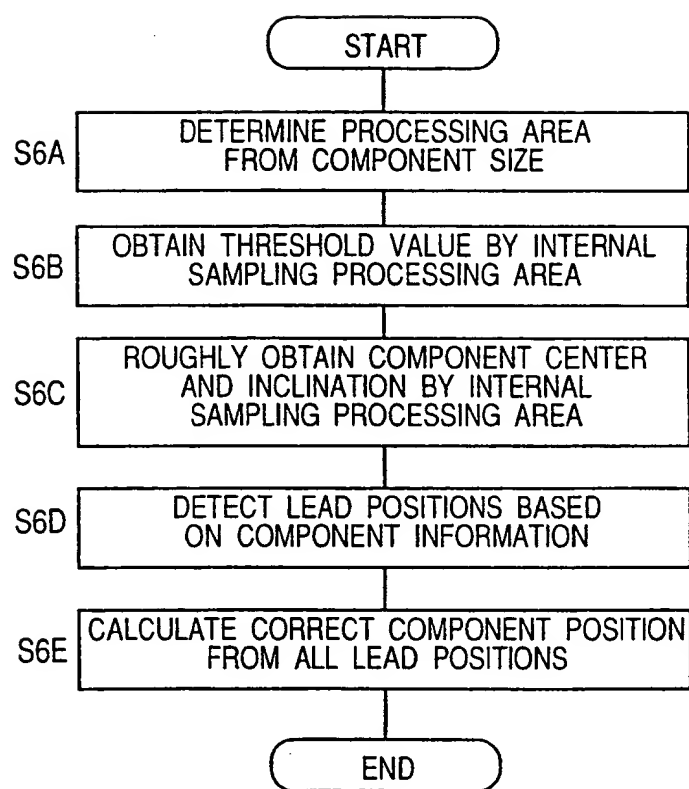 START
S6A
DETERMINE PROCESSING AREA
FROM COMPONENT SIZE
S6B
OBTAIN THRESHOLD VALUE BY INTERNAL
SAMPLING PROCESSING AREA
S6C
ROUGHLY OBTAIN COMPONENT CENTER
AND INCLINATION BY INTERNAL
SAMPLING PROCESSING AREA
S6D
DETECT LEAD POSITIONS BASED
ON COMPONENT INFORMATION
S6E
CALCULATE CORRECT COMPONENT POSITION
FROM ALL LEAD POSITIONS
END